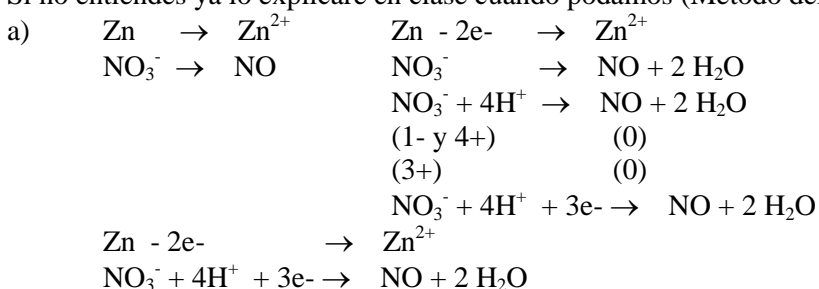 Si no entiendes ya lo explicaré en clase cuando podamos (Método del
a) Zn → Zn²⁺ Zn - 2e- → Zn²⁺
NO₃⁻ → NO NO₃⁻ → NO + 2 H₂O
NO₃⁻ + 4H⁺ → NO + 2 H₂O
(1- y 4+) (0)
(3+) (0)
NO₃⁻ + 4H⁺ + 3e- → NO + 2 H₂O
Zn - 2e- → Zn²⁺
NO₃⁻ + 4H⁺ + 3e- → NO + 2 H₂O